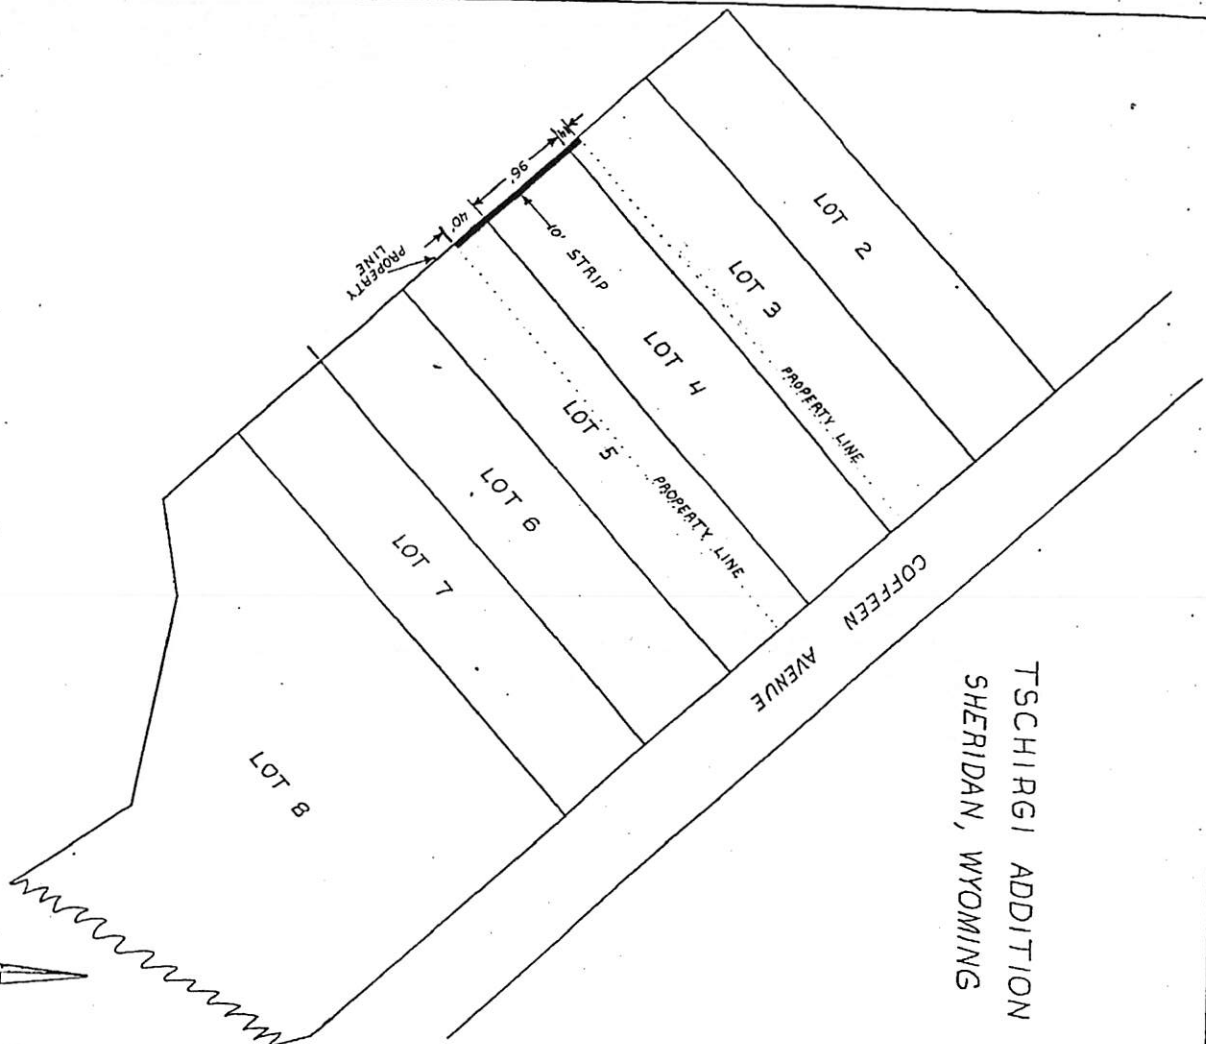 TSCHIRGI ADDITION
SHERIDAN, WYOMING
LOT 2
LOT 3
PROPERTY LINE
LOT 4
10' STRIP
LOT 5
PROPERTY LINE
LOT 6
LOT 7
LOT 8
COFFEEN
AVENUE
96'
40'
PROPERTY
LINE